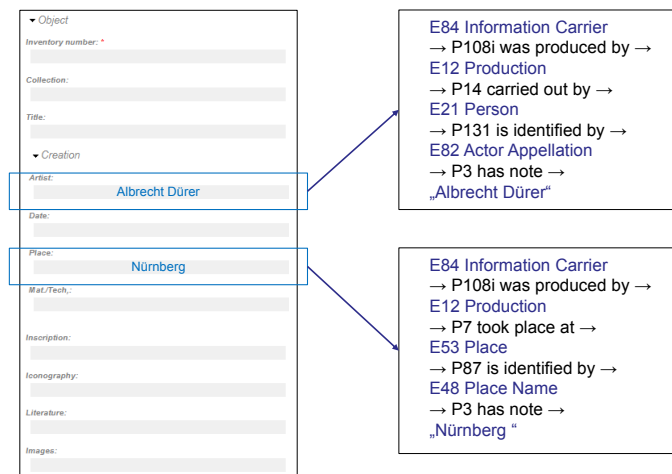 Object
Inventory number: *
Collection:
Title:
Creation
Artist:
Albrecht Dürer
Date:
Place:
Nürnberg
Mat./Tech,:
Inscription:
Iconography:
Literature:
Images:
E84 Information Carrier
→ P108i was produced by →
E12 Production
→ P14 carried out by →
E21 Person
→ P131 is identified by →
E82 Actor Appellation
→ P3 has note →
„Albrecht Dürer“
E84 Information Carrier
→ P108i was produced by →
E12 Production
→ P7 took place at →
E53 Place
→ P87 is identified by →
E48 Place Name
→ P3 has note →
„Nürnberg “